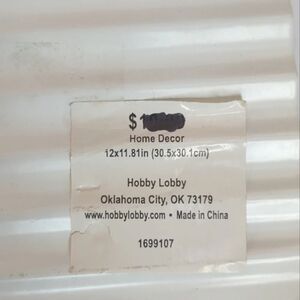 $1
Home Decor
12x11.81in (30.5x30.1cm)
Hobby Lobby
Oklahoma City, OK 73179
www.hobbylobby.com • Made in China
1699107